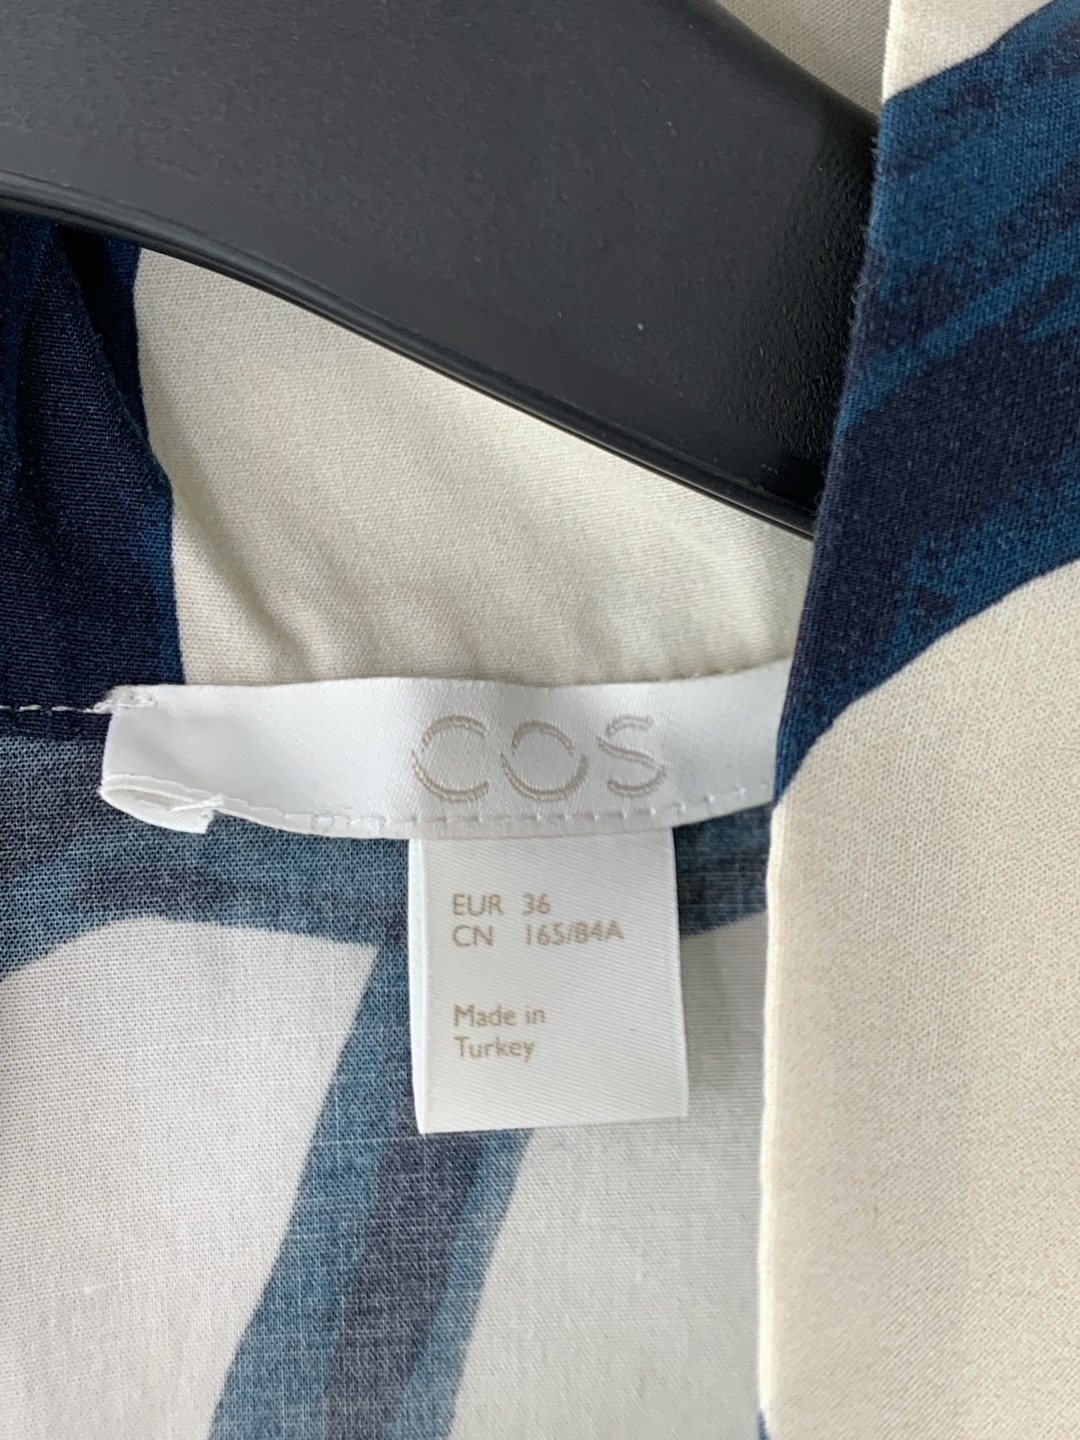 COS
EUR 36
CN 165/84A
Made in
Turkey